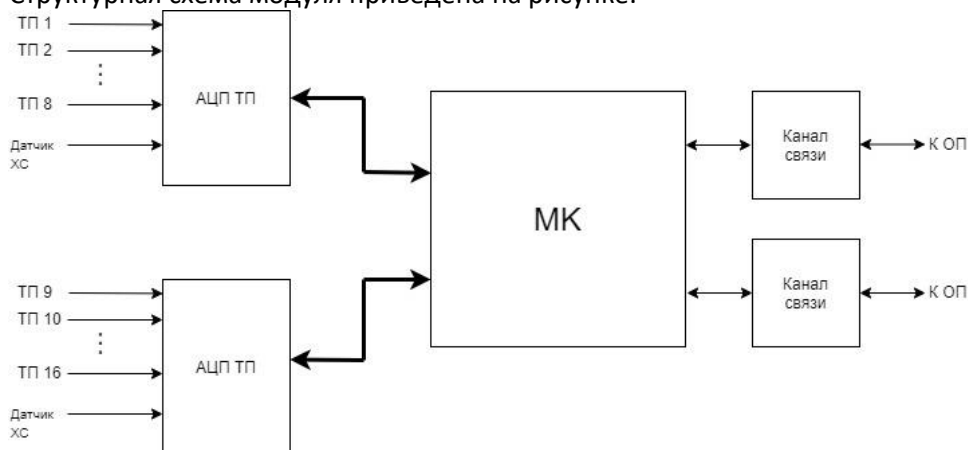 Структурная схема модуля приведена на рисунке.
ТП 1
ТП 2
ТП 8
Датчик
ХС
АЦП ТП
МК
Канал
связи
К ОП
Канал
связи
К ОП
ТП 9
ТП 10
ТП 16
Датчик
ХС
АЦП ТП